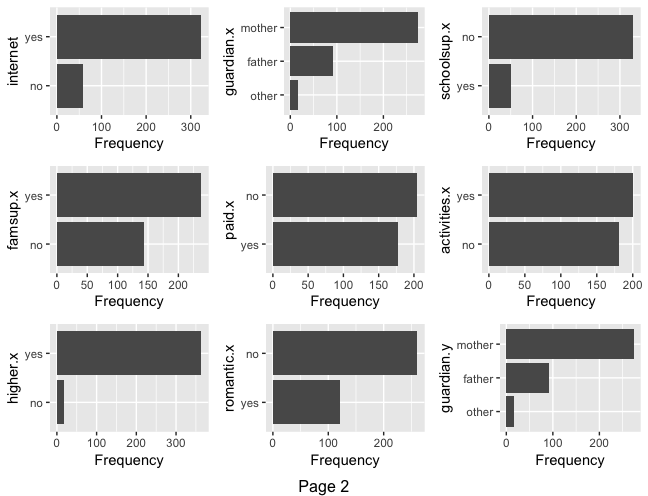 internet
yes
no
0 100 200 300
Frequency
guardian.x
mother
father
other
0 100 200
Frequency
schoolsup.x
no
yes
0 100 200 300
Frequency
famsup.x
yes
no
0 50 100 150 200
Frequency
paid.x
no
yes
0 50 100 150 200
Frequency
activities.x
yes
no
0 50 100 150 200
Frequency
higher.x
yes
no
0 100 200 300
Frequency
romantic.x
no
yes
0 100 200
Frequency
guardian.y
mother
father
other
0 100 200
Frequency
Page 2